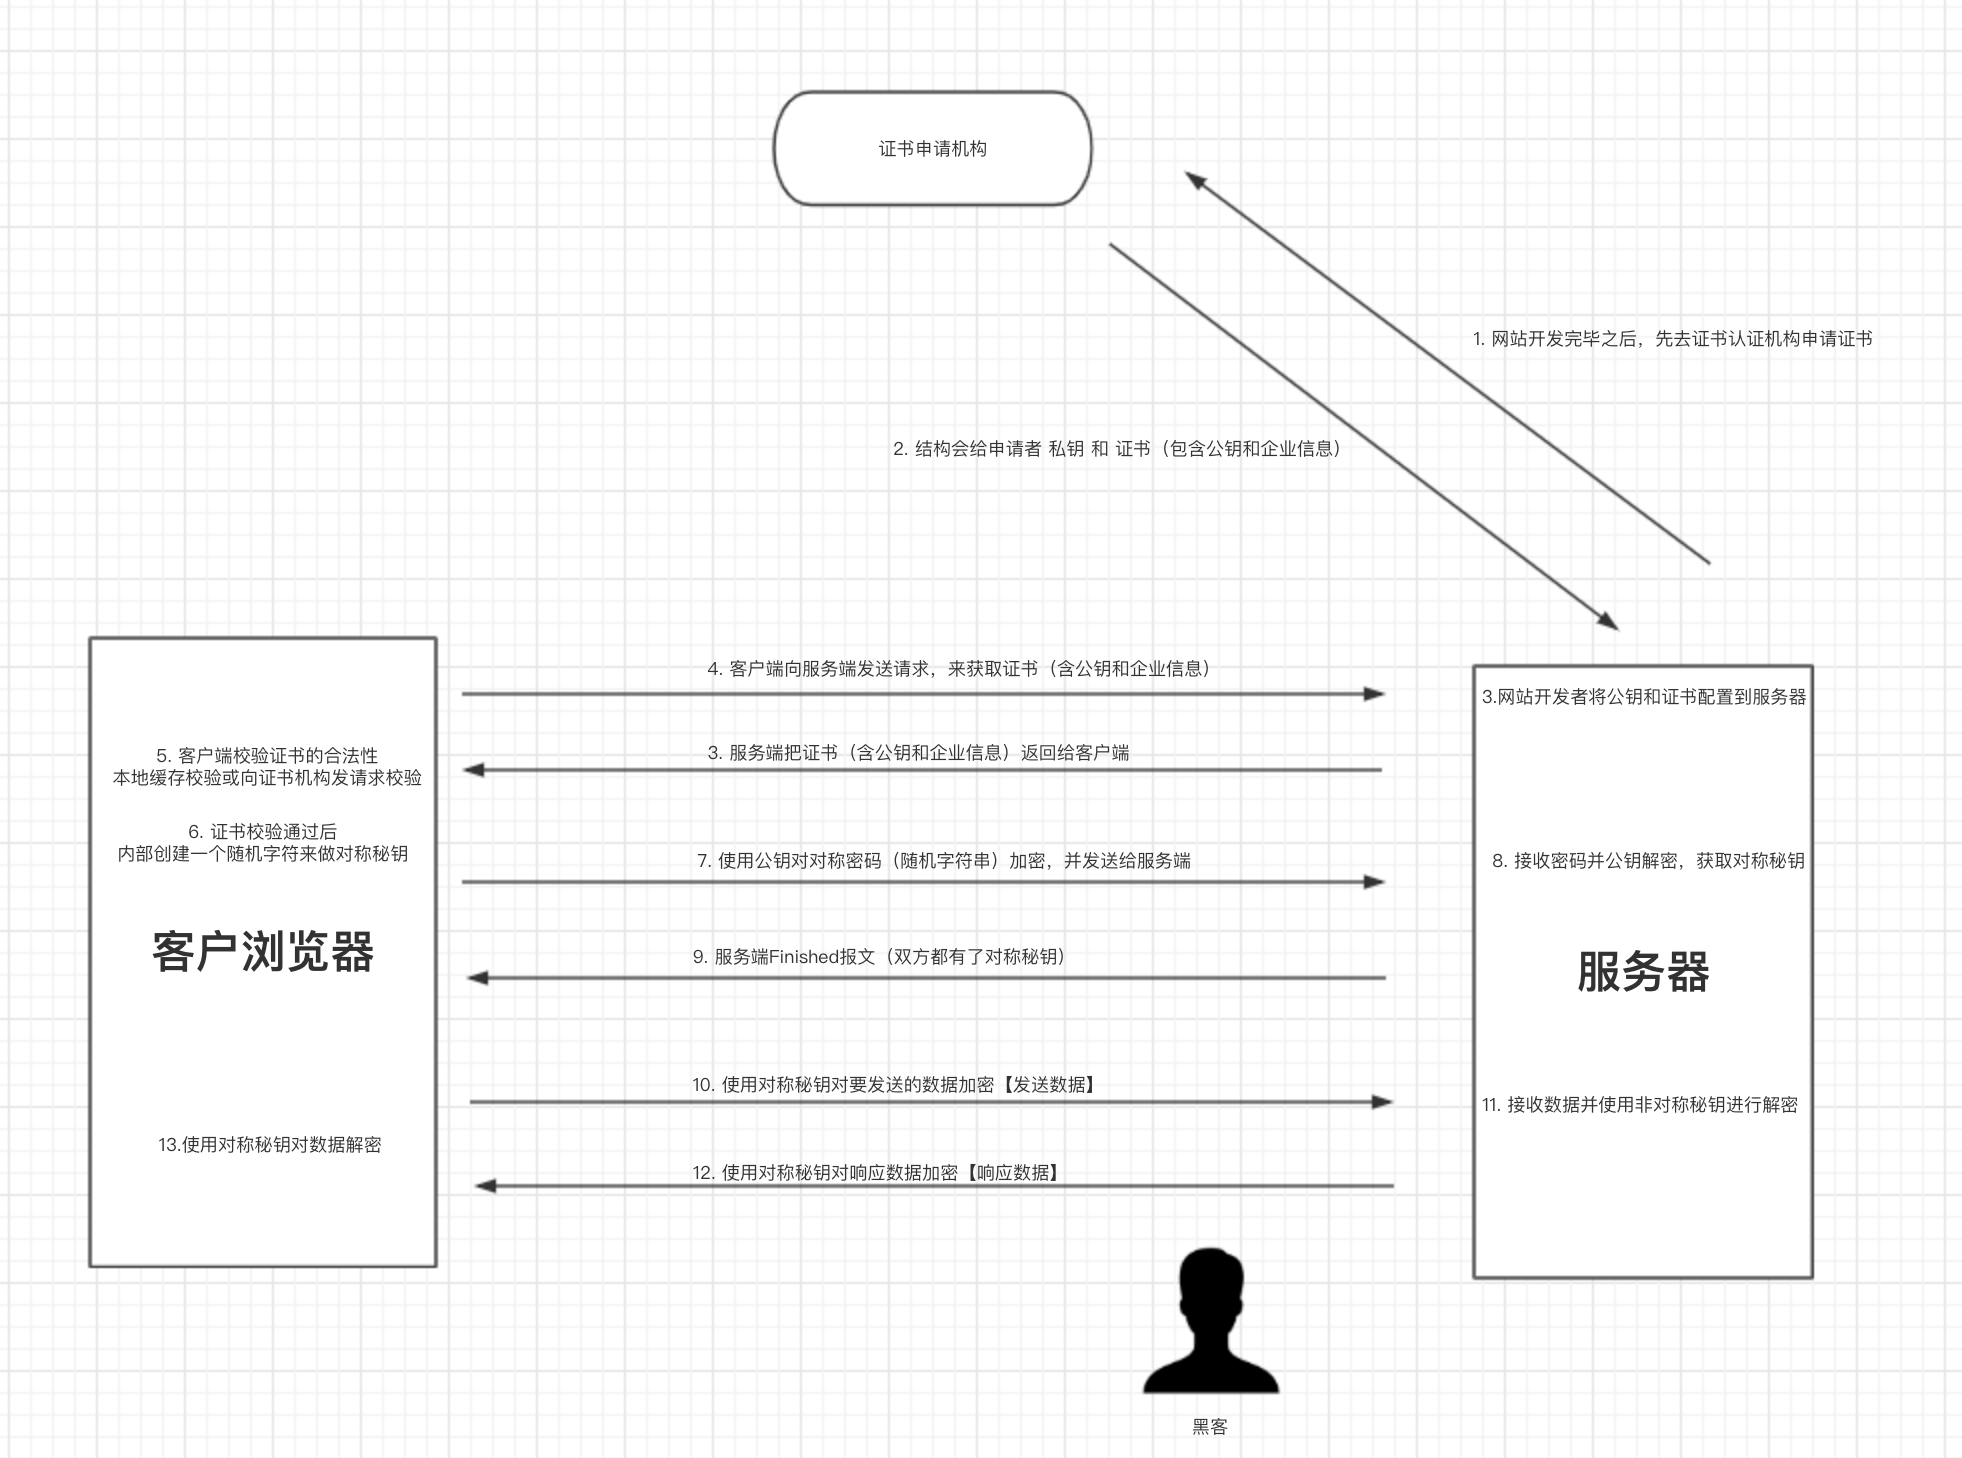 证书申请机构
1. 网站开发完毕之后，先去证书认证机构申请证书
2. 结构会给申请者 私钥 和 证书（包含公钥和企业信息）
4. 客户端向服务端发送请求，来获取证书（含公钥和企业信息）
3.网站开发者将公钥和证书配置到服务器
3. 服务端把证书（含公钥和企业信息）返回给客户端
5. 客户端校验证书的合法性
本地缓存校验或向证书机构发请求校验
6. 证书校验通过后
内部创建一个随机字符来做对称秘钥
7. 使用公钥对对称密码（随机字符串）加密，并发送给服务端
8. 接收密码并公钥解密，获取对称秘钥
客户浏览器
9. 服务端Finished报文（双方都有了对称秘钥）
服务器
10. 使用对称秘钥对要发送的数据加密【发送数据】
11. 接收数据并使用非对称秘钥进行解密
13.使用对称秘钥对数据解密
12. 使用对称秘钥对响应数据加密【响应数据】
黑客